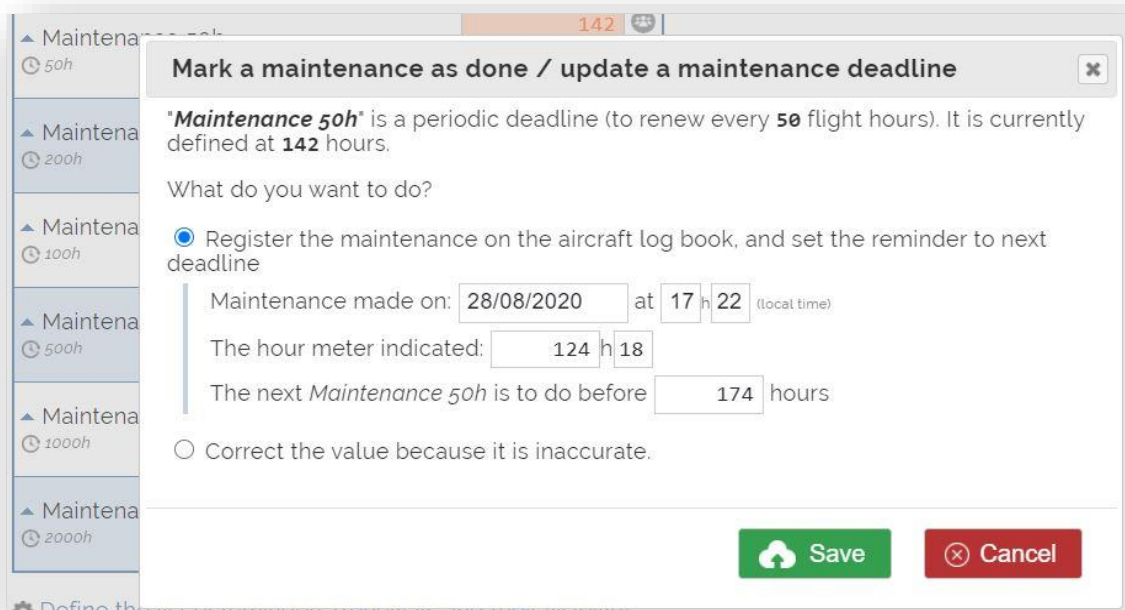 142
Maintenance 50h
50h
Mark a maintenance as done / update a maintenance deadline
"Maintenance 50h" is a periodic deadline (to renew every 50 flight hours). It is currently
defined at 142 hours.
Maintena
200h
What do you want to do?
Maintena
100h
Register the maintenance on the aircraft log book, and set the reminder to next
deadline
Maintenance made on: 28/08/2020 at 17 h 22 (local time)
Maintena
500h
The hour meter indicated: 124 h 18
The next Maintenance 50h is to do before 174 hours
Maintena
1000h
Correct the value because it is inaccurate.
Maintena
2000h
Save
Cancel
Define the